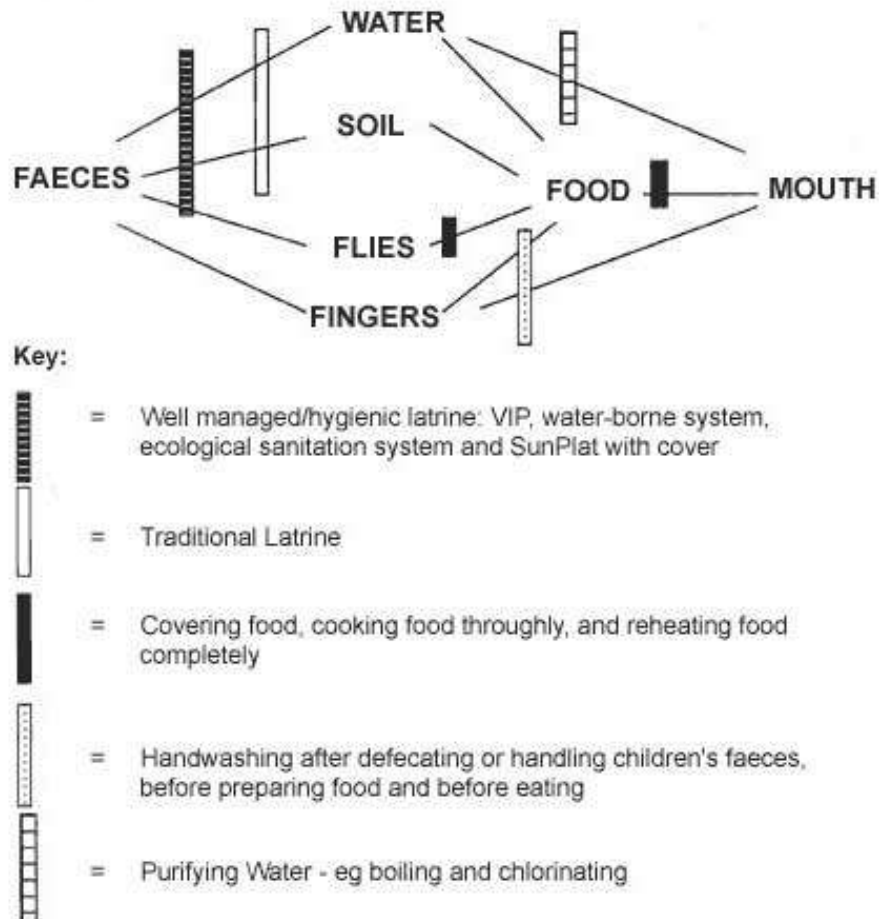 WATER
SOIL
FAECES
FOOD
MOUTH
FLIES
FINGERS
Key:
= Well managed/hygienic latrine: VIP, water-borne system,
ecological sanitation system and SunPlat with cover
= Traditional Latrine
= Covering food, cooking food throughly, and reheating food
completely
= Handwashing after defecating or handling children's faeces,
before preparing food and before eating
= Purifying Water - eg boiling and chlorinating